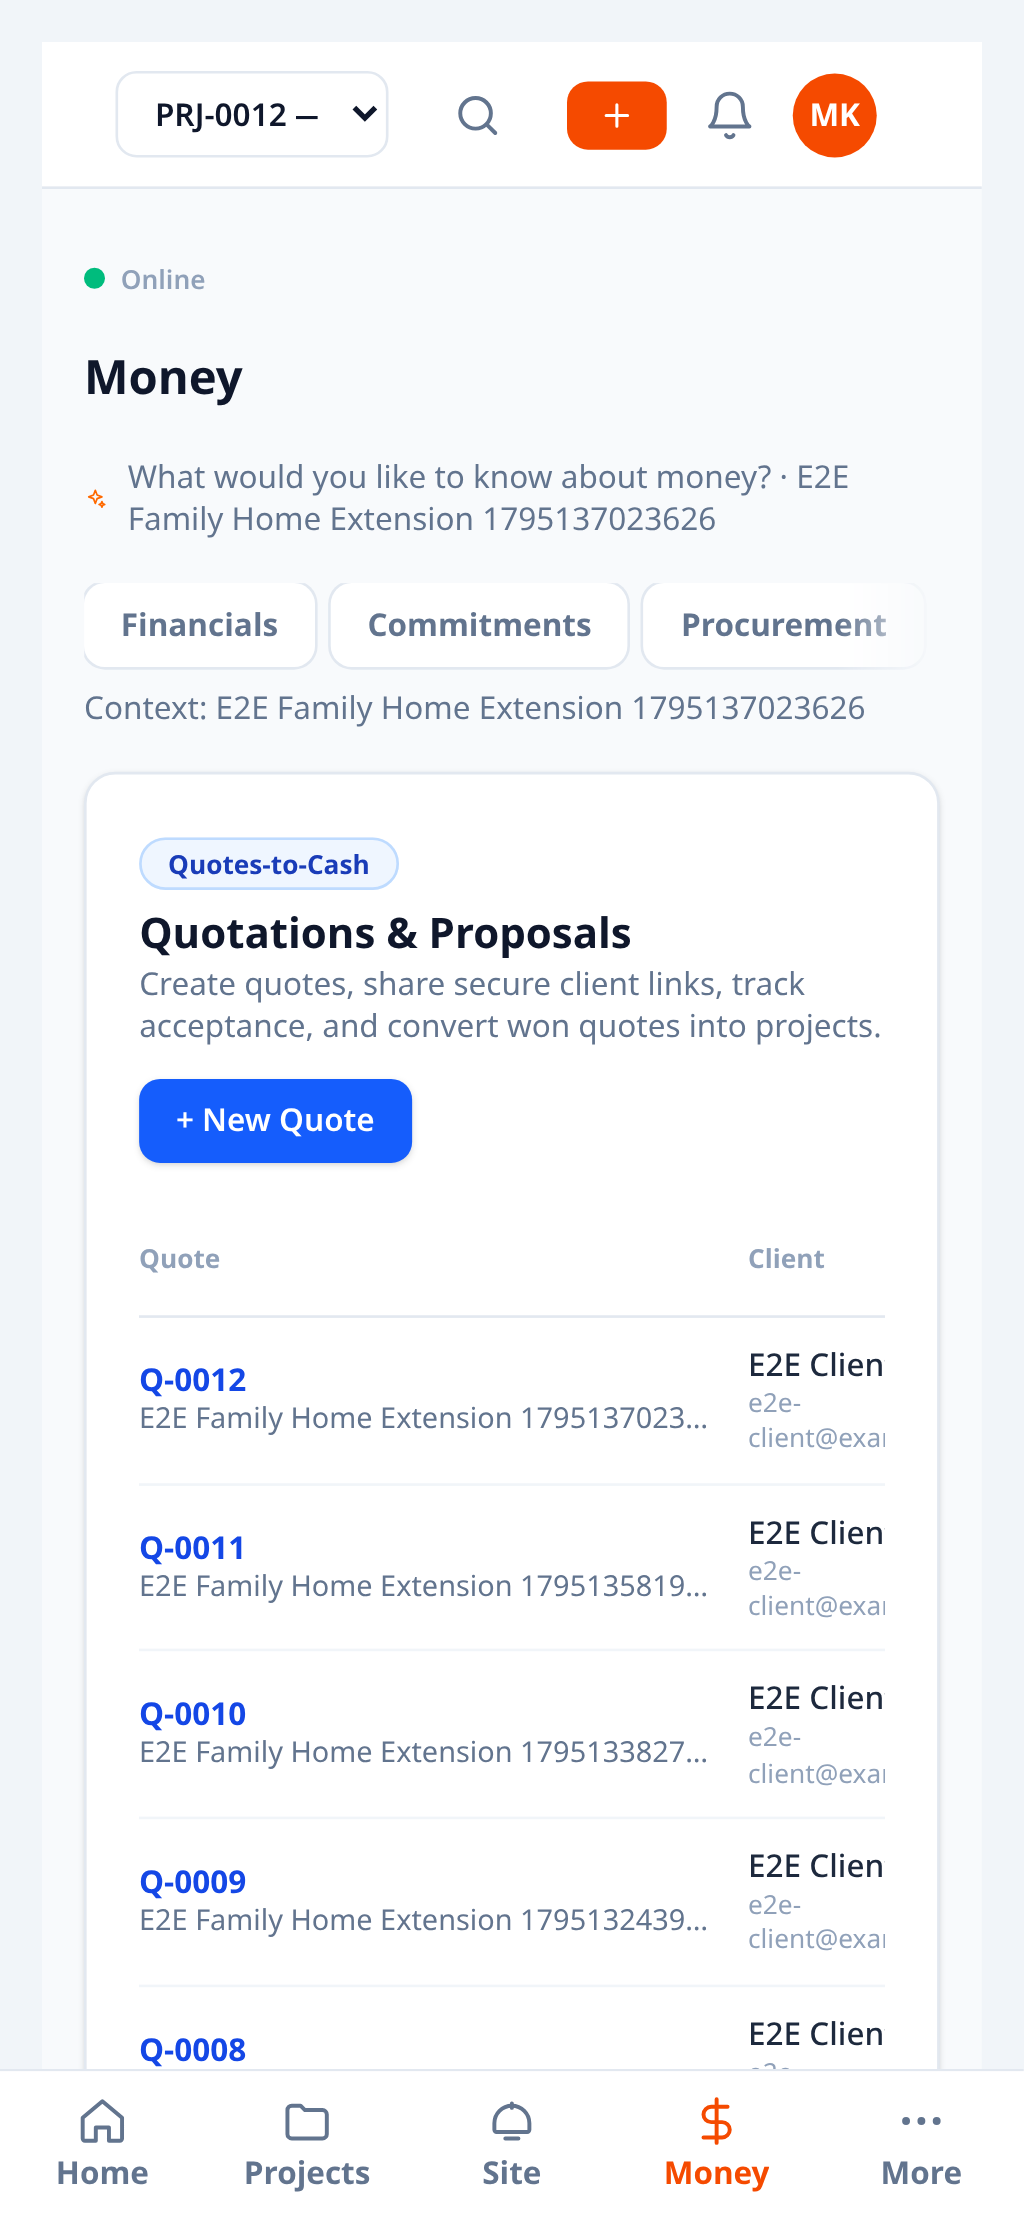 PRJ-0012 —
+
MK
Online
Money
What would you like to know about money? · E2E
Family Home Extension 1795137023626
Financials
Commitments
Procurement
Context: E2E Family Home Extension 1795137023626
Quotes-to-Cash
Quotations & Proposals
Create quotes, share secure client links, track
acceptance, and convert won quotes into projects.
+ New Quote
Quote Client
Q-0012
E2E Family Home Extension 1795137023...
E2E Client
e2e-
client@exa
Q-0011
E2E Family Home Extension 1795135819...
E2E Client
e2e-
client@exa
Q-0010
E2E Family Home Extension 1795133827...
E2E Client
e2e-
client@exa
Q-0009
E2E Family Home Extension 1795132439...
E2E Client
e2e-
client@exa
Q-0008
E2E Client
Home
Projects
Site
Money
More